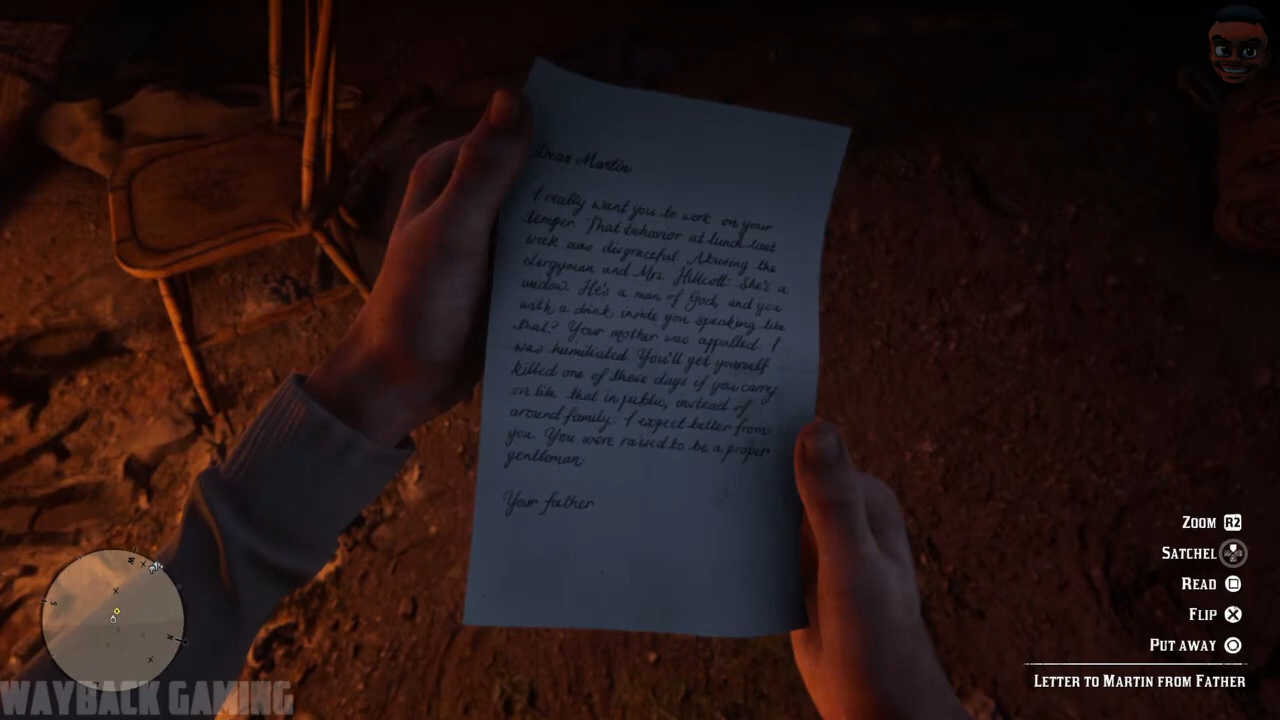 Dear Martin
I really want you to work on your
temper. That behavior at lunch last
week was disgraceful. Abusing the
clergyman and Mrs. Hillcott: She's a
widow. He's a man of God, and you
with a drink inside you speaking like
that? Your mother was appalled. I
was humiliated. You'll get yourself
killed one of these days if you carry
on like that in public, instead of
around family. I expect better from
you. You were raised to be a proper
gentleman.
Your father
ZOOM R2
SATCHEL
READ
FLIP
PUT AWAY
LETTER TO MARTIN FROM FATHER
WAYBACK GAMING